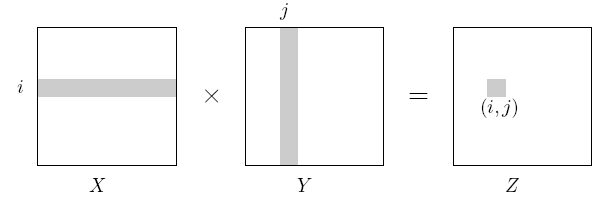 j
i × =
(i, j)
X Y Z